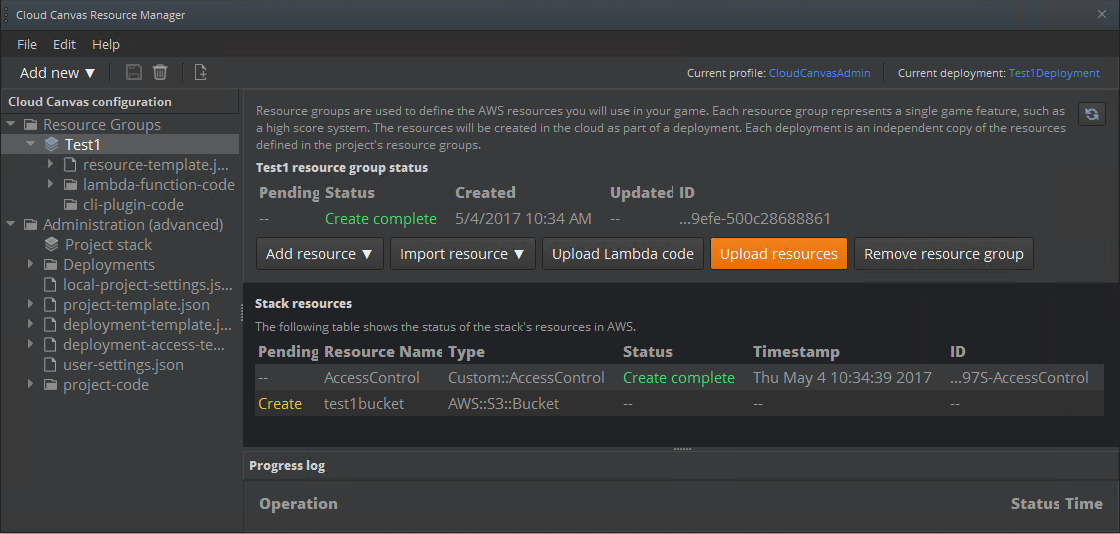 Cloud Canvas Resource Manager
File Edit Help
Add new ▼ Current profile: CloudCanvasAdmin Current deployment: Test1Deployment
Cloud Canvas configuration
Resource Groups
Test1
resource-template.j...
lambda-function-code
cli-plugin-code
Administration (advanced)
Project stack
Deployments
local-project-settings.js...
project-template.json
deployment-template.j...
deployment-access-te...
user-settings.json
project-code
Resource groups are used to define the AWS resources you will use in your game. Each resource group represents a single game feature, such as
a high score system. The resources will be created in the cloud as part of a deployment. Each deployment is an independent copy of the resources
defined in the project's resource groups.
Test1 resource group status
Pending Status Created Updated ID
-- Create complete 5/4/2017 10:34 AM -- ...9efe-500c28688861
Add resource ▼ Import resource ▼ Upload Lambda code Upload resources Remove resource group
Stack resources
The following table shows the status of the stack's resources in AWS.
Pending Resource Name Type Status Timestamp ID
-- AccessControl Custom::AccessControl Create complete Thu May 4 10:34:39 2017 ...97S-AccessControl
Create test1bucket AWS::S3::Bucket -- -- --
Progress log
Operation Status Time